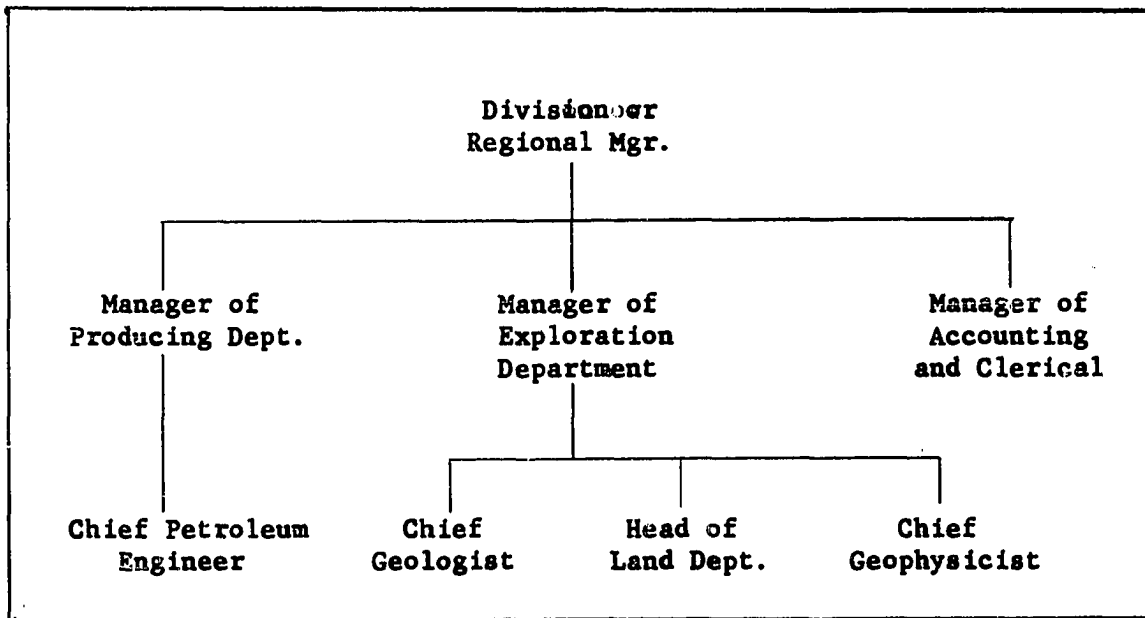 Division or
Regional Mgr.
Manager of
Producing Dept.
Manager of
Exploration
Department
Manager of
Accounting
and Clerical
Chief Petroleum
Engineer
Chief
Geologist
Head of
Land Dept.
Chief
Geophysicist